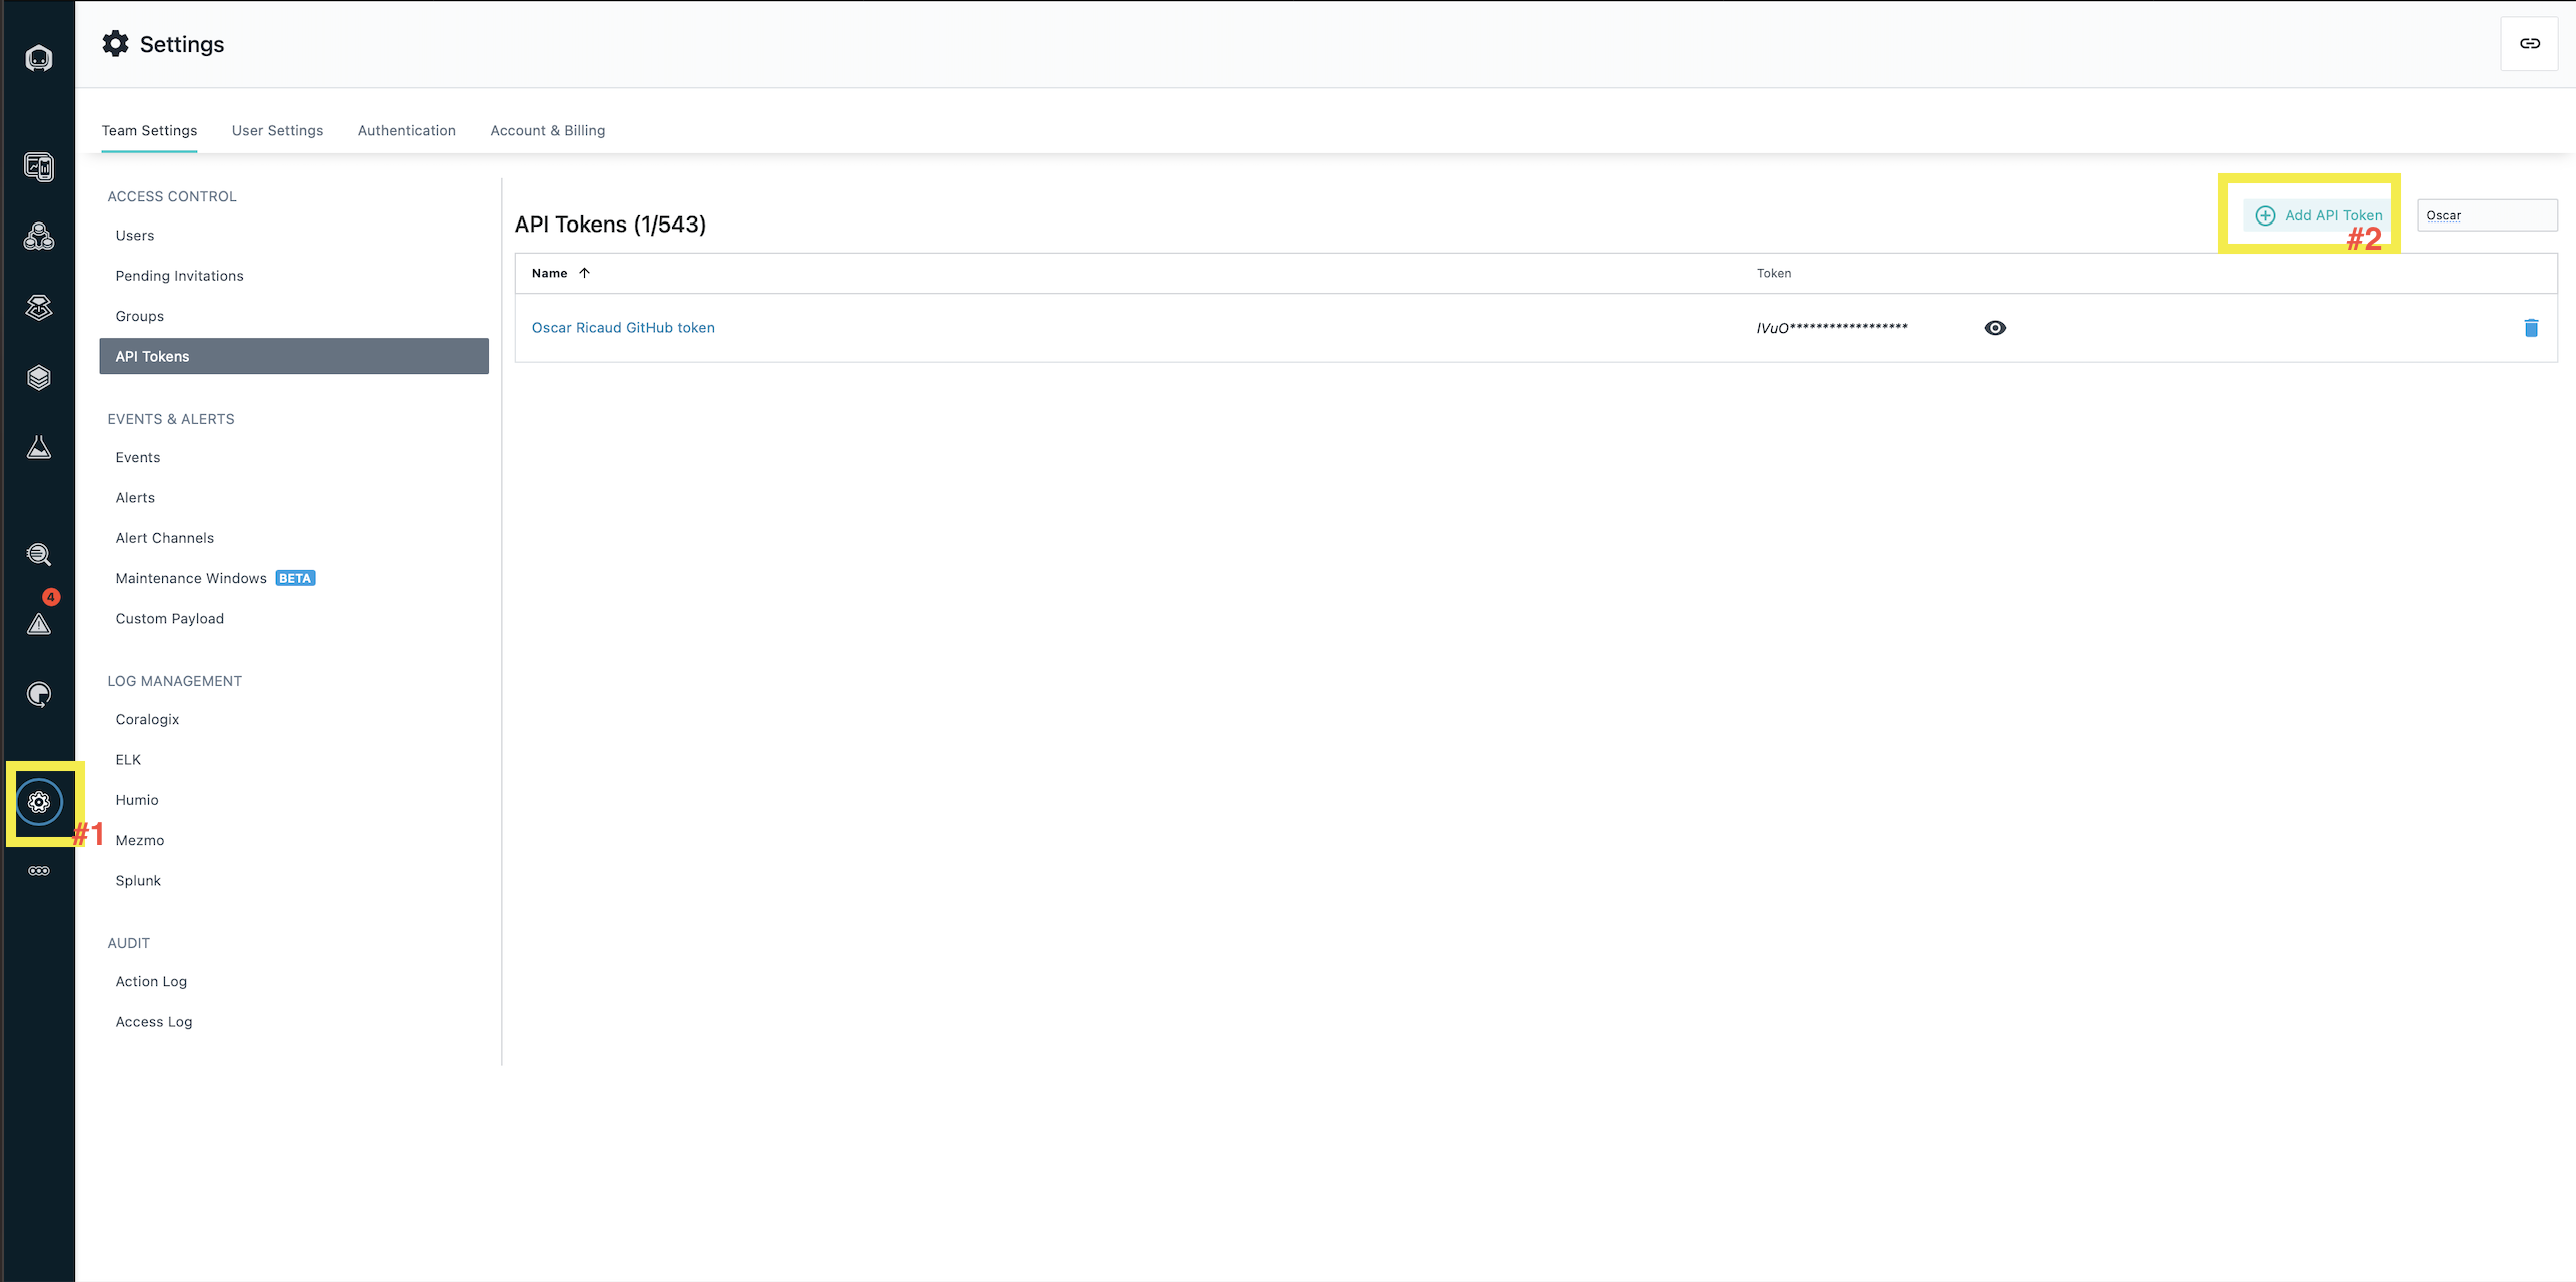 Settings
Team Settings
User Settings
Authentication
Account & Billing
ACCESS CONTROL
Users
Pending Invitations
Groups
API Tokens
EVENTS & ALERTS
Events
Alerts
Alert Channels
Maintenance Windows BETA
Custom Payload
LOG MANAGEMENT
Coralogix
ELK
Humio
Mezmo
Splunk
AUDIT
Action Log
Access Log
4
#1
API Tokens (1/543)
Add API Token
#2
Oscar
Name
Token
Oscar Ricaud GitHub token
lVuO******************